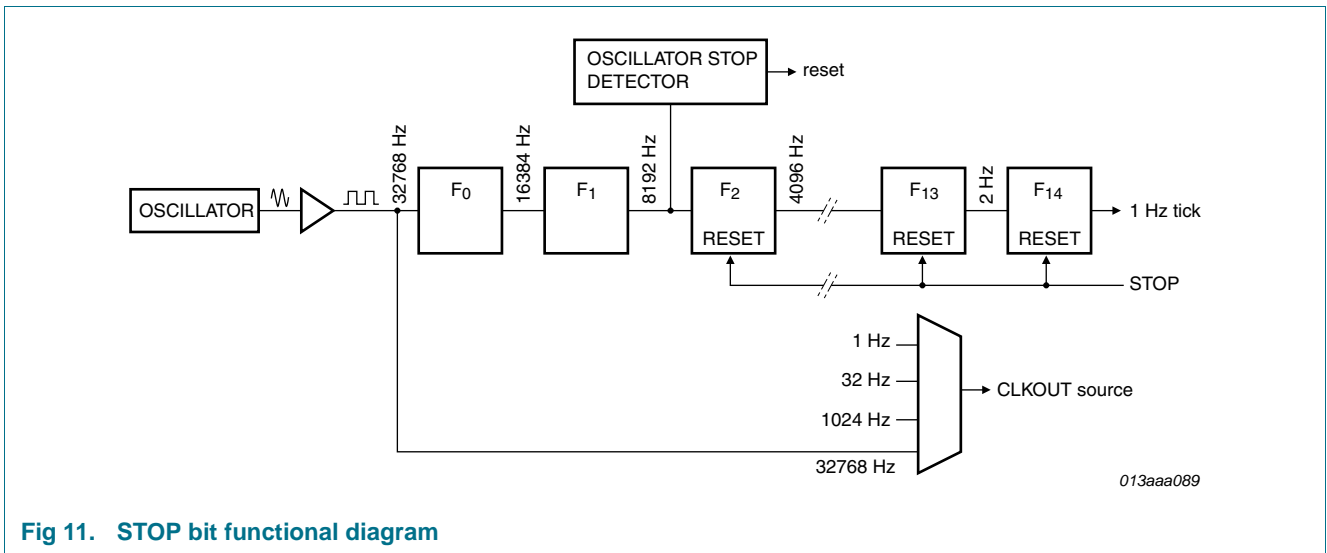 OSCILLATOR STOP
DETECTOR
reset
32768 Hz
16384 Hz
8192 Hz
4096 Hz
2 Hz
OSCILLATOR
F0
F1
F2
RESET
F13
RESET
F14
RESET
1 Hz tick
STOP
1 Hz
32 Hz
1024 Hz
32768 Hz
CLKOUT source
013aaa089
Fig 11. STOP bit functional diagram